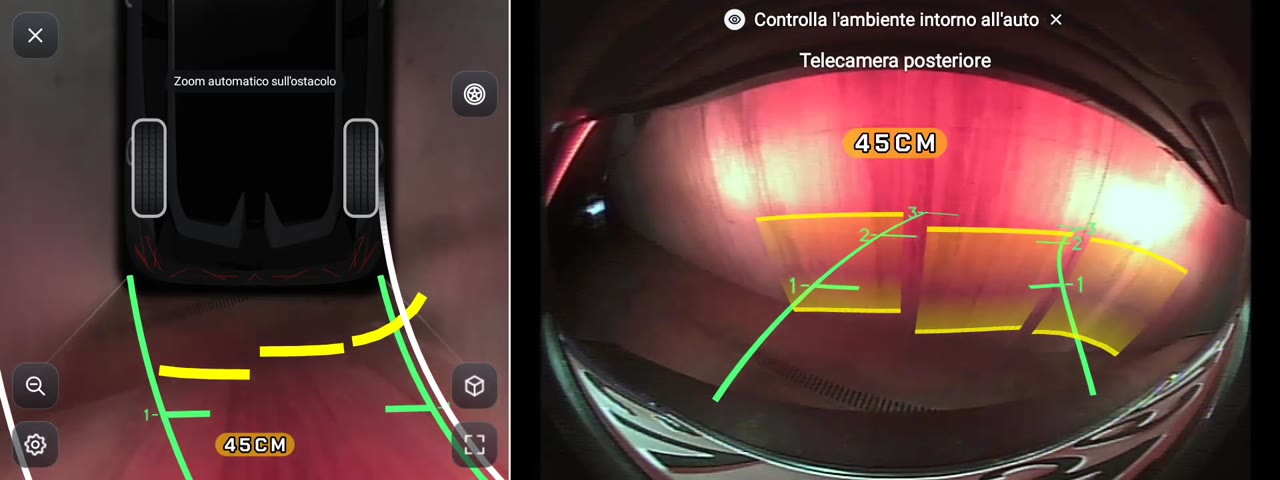 Zoom automatico sull'ostacolo
1-
45CM
Controlla l'ambiente intorno all'auto
Telecamera posteriore
45CM
3-
2-
1-
-3
-2
-1